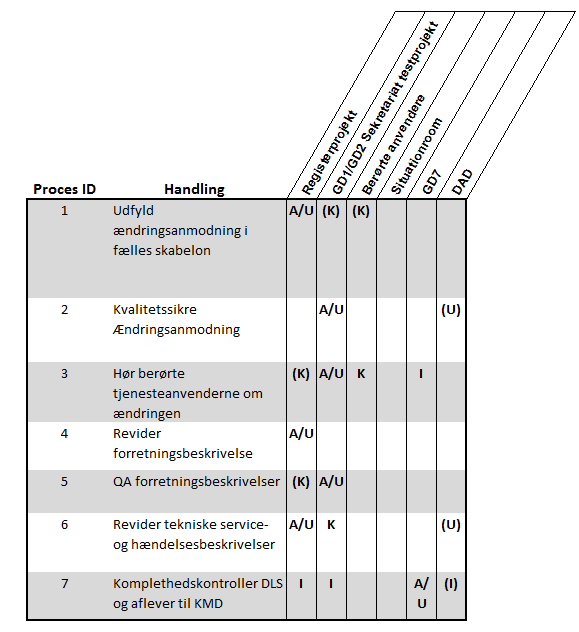 Registerprojekt
GD1/GD2 Sekretariat testprojekt
Berørte anvendere
Situationroom
GD7
DAD
Proces ID Handling
1 Udfyld A/U (K) (K)
ændringsanmodning i
fælles skabelon
2 Kvalitetssikre A/U (U)
Ændringsanmodning
3 Hør berørte (K) A/U K I
tjenesteanvenderne om
ændringen
4 Revider A/U
forretningsbeskrivelse
5 QA forretningsbeskrivelser (K) A/U
6 Revider tekniske service- A/U K (U)
og hændelsesbeskrivelser
7 Komplethedskontroller DLS I I A/ (I)
og aflever til KMD U